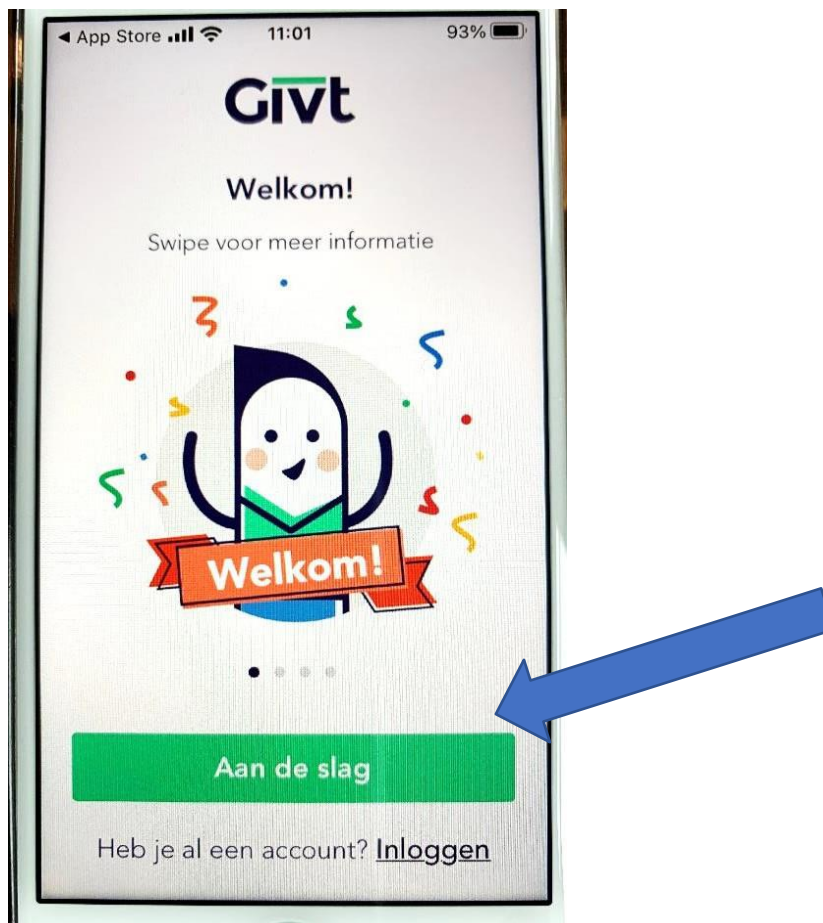 App Store 11:01 93%
Givt
Welkom!
Swipe voor meer informatie
Welkom!
Aan de slag
Heb je al een account? Inloggen